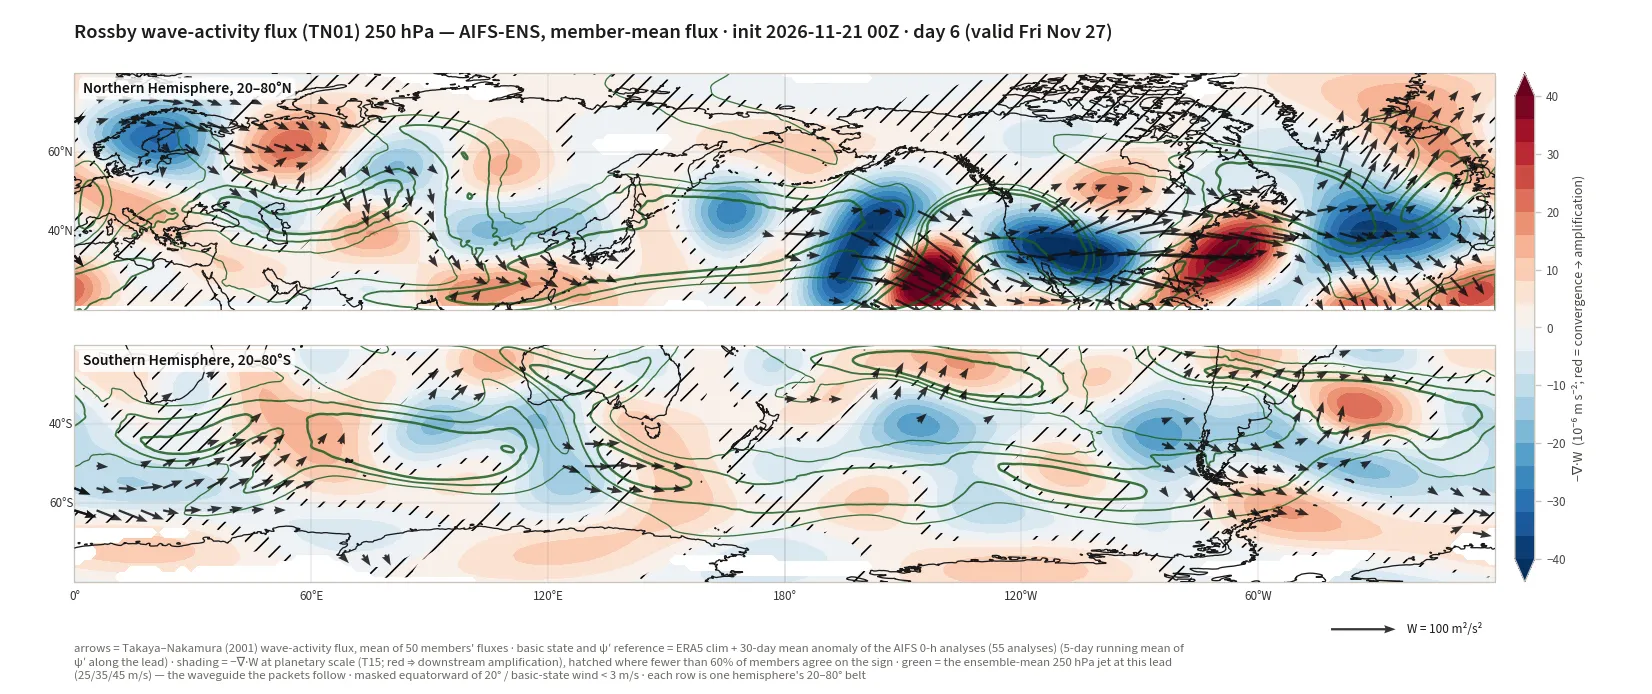 Rossby wave-activity flux (TN01) 250 hPa — AIFS-ENS, member-mean flux · init 2026-11-21 00Z · day 6 (valid Fri Nov 27)
Northern Hemisphere, 20–80°N
60°N
40°N
Southern Hemisphere, 20–80°S
40°S
60°S
0°
60°E
120°E
180°
120°W
60°W
40
30
20
10
0
−10
−20
−30
−40
−∇·W (10⁻⁶ m s⁻²; red = convergence → amplification)
W = 100 m²/s²
arrows = Takaya–Nakamura (2001) wave-activity flux, mean of 50 members' fluxes · basic state and ψ' reference = ERA5 clim + 30-day mean anomaly of the AIFS 0-h analyses (55 analyses) (5-day running mean of
ψ' along the lead) · shading = −∇·W at planetary scale (T15; red ⇒ downstream amplification), hatched where fewer than 60% of members agree on the sign · green = the ensemble-mean 250 hPa jet at this lead
(25/35/45 m/s) — the waveguide the packets follow · masked equatorward of 20° / basic-state wind < 3 m/s · each row is one hemisphere's 20–80° belt